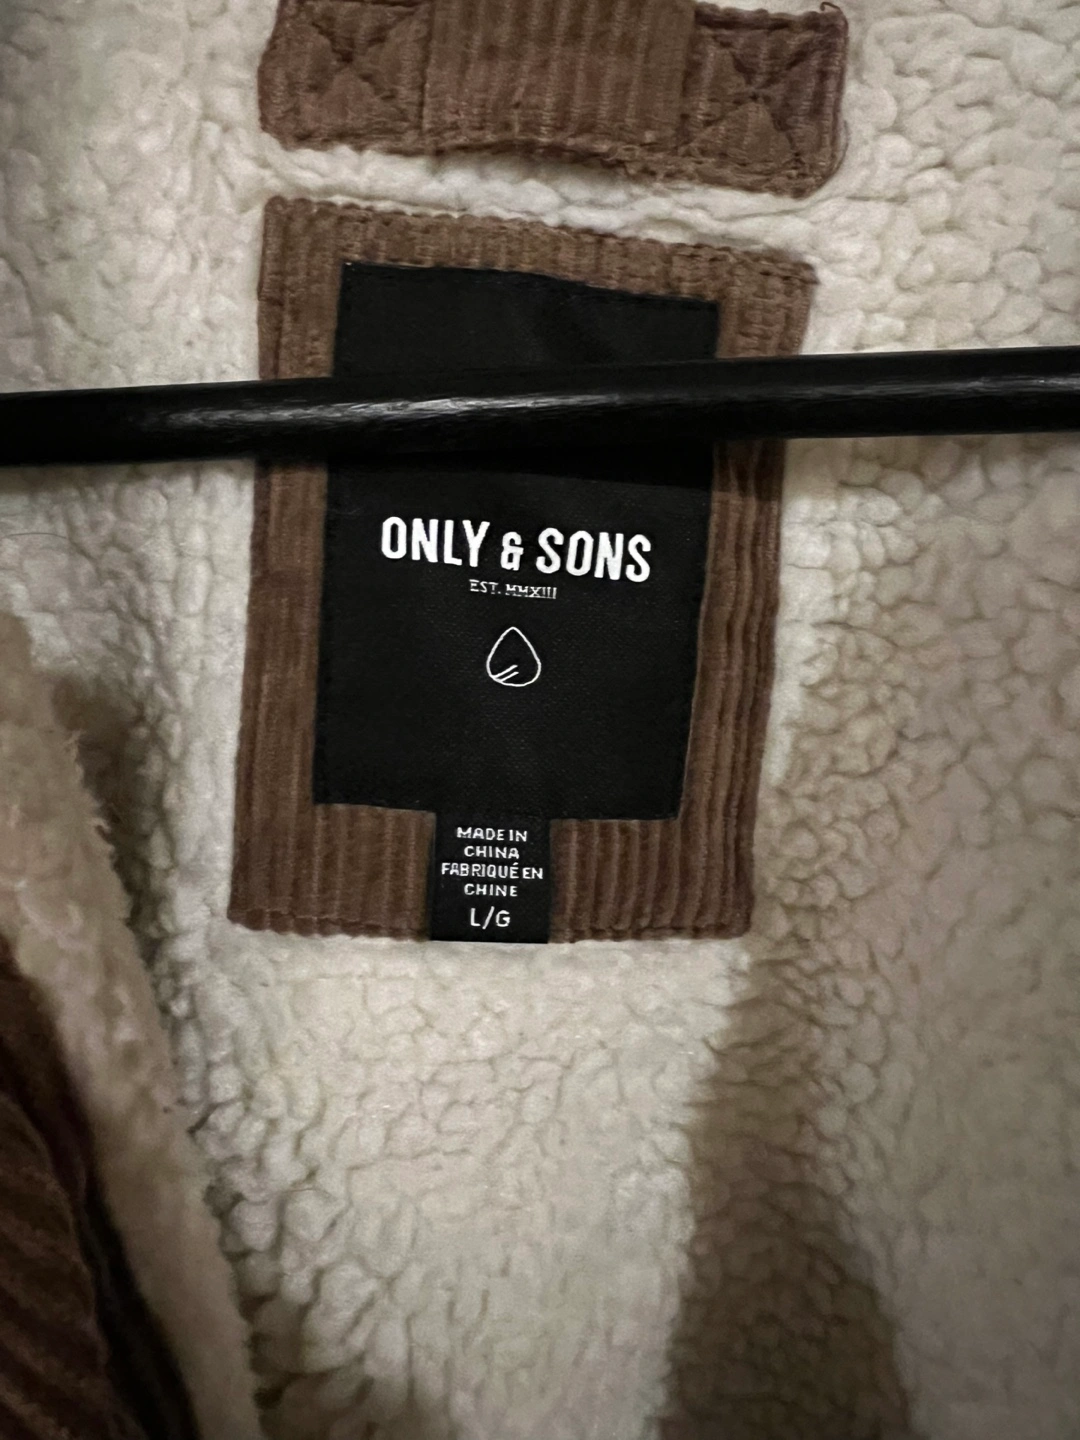 ONLY & SONS
EST. MMXIII
MADE IN
CHINA
FABRIQUÉ EN
CHINE
L/G